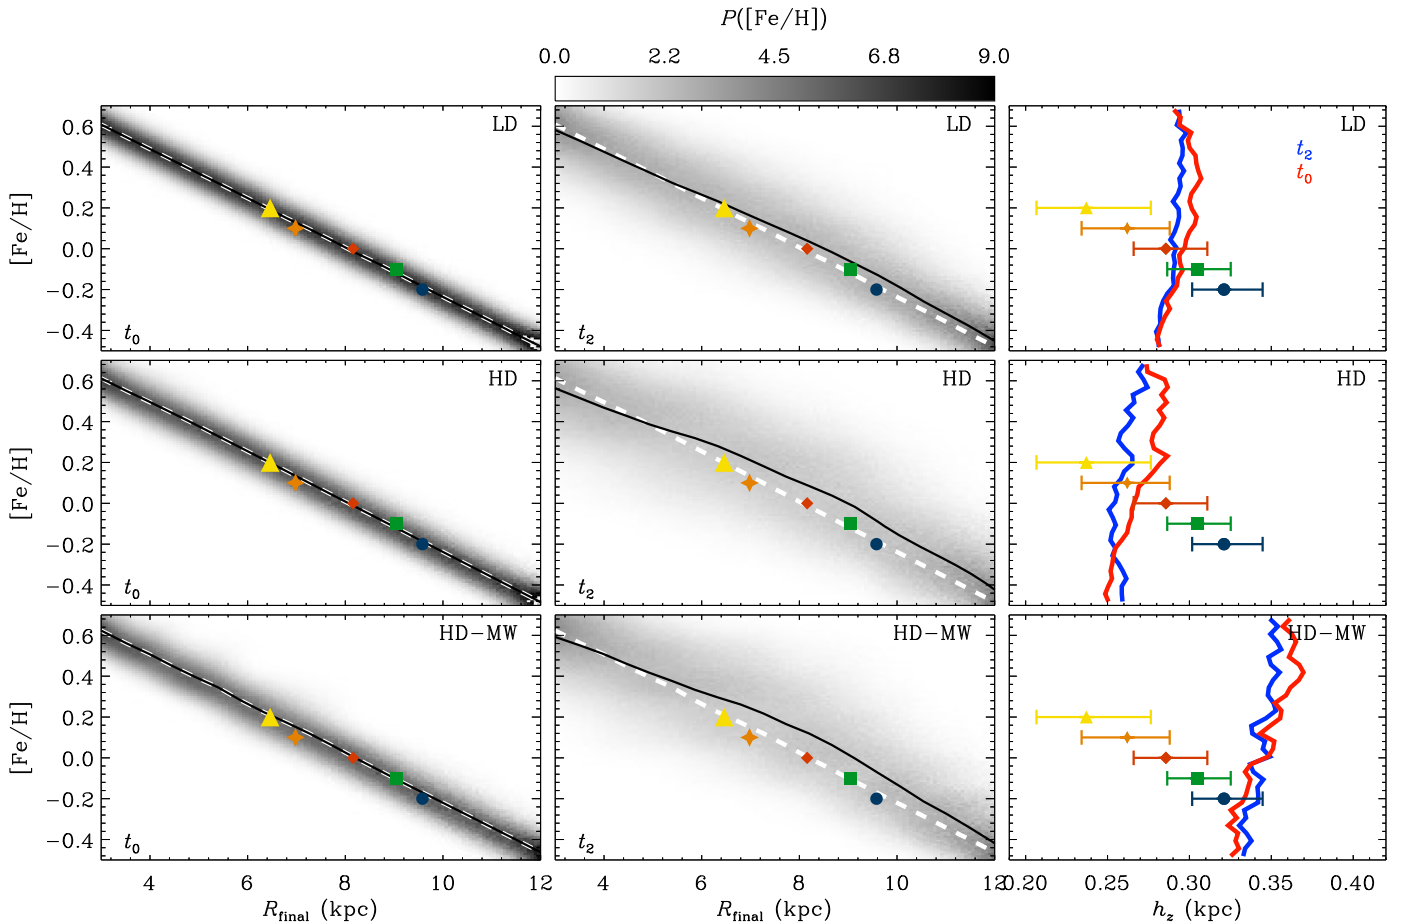 P([Fe/H])
0.0 2.2 4.5 6.8 9.0
LD LD LD
t2
t0
0.6
0.4
0.2
0.0
−0.2
−0.4
[Fe/H]
t0 t2
HD HD HD
0.6
0.4
0.2
0.0
−0.2
−0.4
[Fe/H]
t0 t2
HD−MW HD−MW HD−MW
0.6
0.4
0.2
0.0
−0.2
−0.4
[Fe/H]
t0 t2
4 6 8 10 12 4 6 8 10 12 0.20 0.25 0.30 0.35 0.40
Rfinal (kpc) Rfinal (kpc) hz (kpc)